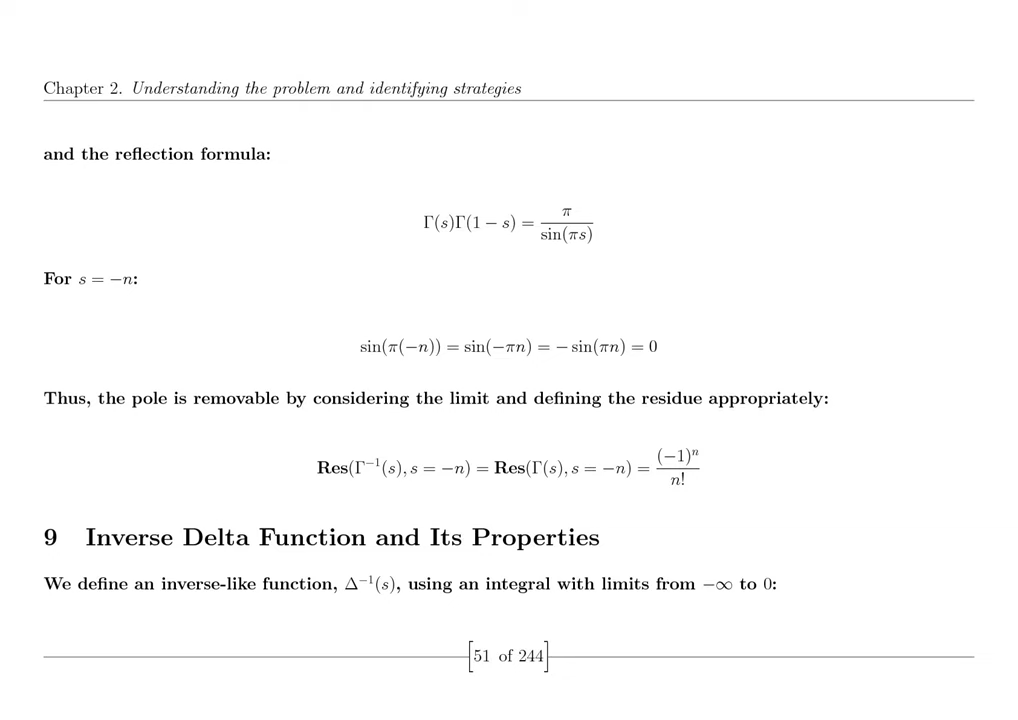 Chapter 2. Understanding the problem and identifying strategies
and the reflection formula:
Γ(s)Γ(1 − s) = π / sin(πs)
For s = −n:
sin(π(−n)) = sin(−πn) = − sin(πn) = 0
Thus, the pole is removable by considering the limit and defining the residue appropriately:
Res(Γ⁻¹(s), s = −n) = Res(Γ(s), s = −n) = (−1)ⁿ / n!
9 Inverse Delta Function and Its Properties
We define an inverse-like function, Δ⁻¹(s), using an integral with limits from −∞ to 0:
[51 of 244]